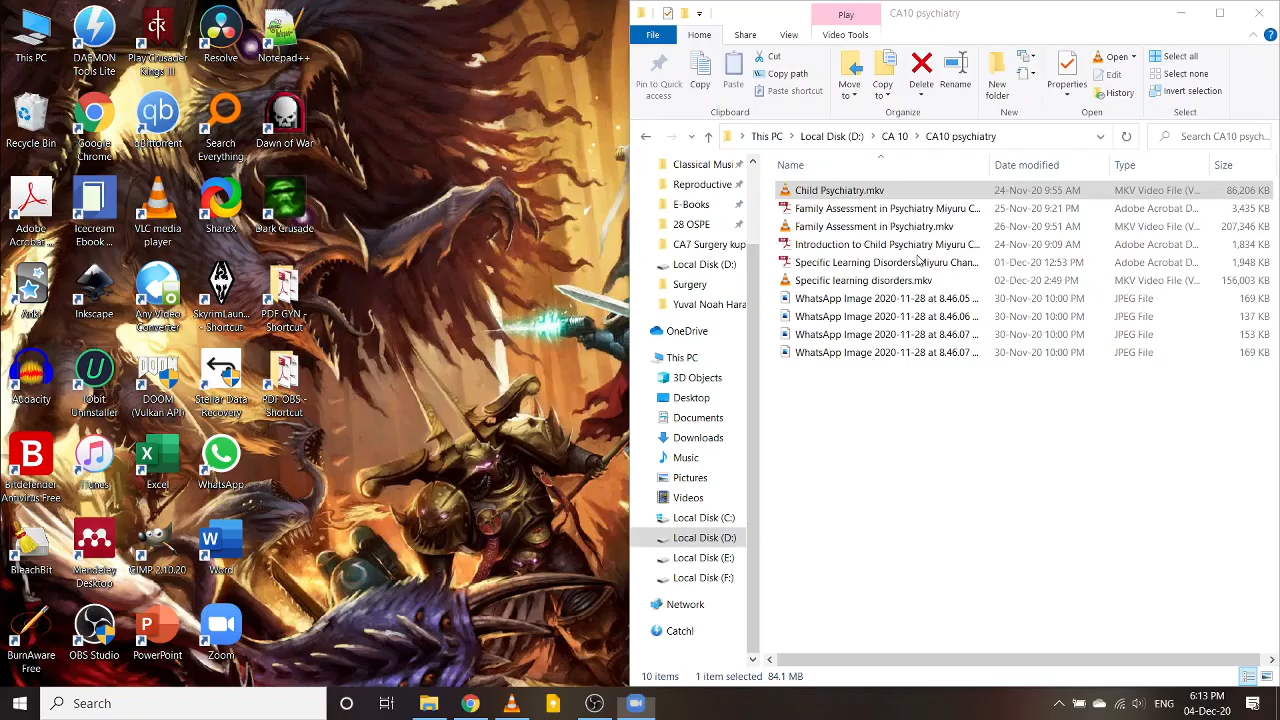 This PC
DAEMON Tools Lite
Play Crusader Kings III
Resolve
Notepad++
Recycle Bin
Google Chrome
qBittorrent
Search Everything
Dawn of War
Adobe Acrobat ...
Icecream Ebook ...
VLC media player
ShareX
Dark Crusade
Anki
Inkscape
Any Video Converter
SkyrimLaun... - Shortcut
PDF GYN - Shortcut
Audacity
IObit Uninstaller
DOOM (Vulkan API)
Stellar Data Recovery
PDF OBS - Shortcut
Bitdefender Antivirus Free
iTunes
Excel
WhatsApp
BleachBit
Mendeley Desktop
GIMP 2.10.20
Word
BurnAware Free
OBS Studio
PowerPoint
Zoom
Play
CA10 psychiatry
File
Home
Share
View
Video Tools
Pin to Quick access
Copy
Paste
Cut
Copy path
Paste shortcut
Clipboard
Move to
Copy to
Delete
Rename
Organize
New folder
New
Properties
Open
Edit
History
Open
Select all
Select none
Invert selection
Select
This PC
Local Disk (D:)
CA 10
CA10 psychiatry
Search CA10 psych...
Classical Musi
Reproductive
E-Books
28 OSPE
CA7 Surgery kup
Local Disk (D:)
Surgery
Yuval Noah Hara
OneDrive
This PC
3D Objects
Desktop
Documents
Downloads
Music
Pictures
Videos
Local Disk (C:)
Local Disk (D:)
Local Disk (E:)
Local Disk (F:)
Network
Catch!
Name Date modified Type Size
Child Psychiatry.mkv 24-Nov-20 9:55 AM MKV Video File (V... 86,206 KB
Family Assessment in Psychiatry Miyuru C... 25-Nov-20 9:21 PM Adobe Acrobat D... 3,435 KB
Family Assessment in Psychiatry.mkv 26-Nov-20 9:51 AM MKV Video File (V... 207,346 KB
Introduction to Child Psychiatry Miyuru C... 24-Nov-20 9:09 AM Adobe Acrobat D... 1,834 KB
Specific Learning Disorders Miyuru Chan... 01-Dec-20 12:53 PM Adobe Acrobat D... 1,948 KB
Specific learning disorders.mkv 02-Dec-20 2:49 PM MKV Video File (V... 156,003 KB
WhatsApp Image 2020-11-28 at 8.46.05 ... 30-Nov-20 10:00 PM JPEG File 169 KB
WhatsApp Image 2020-11-28 at 8.46.06 ... 30-Nov-20 10:00 PM JPEG File 137 KB
WhatsApp Image 2020-11-28 at 8.46.07 ... 30-Nov-20 10:00 PM JPEG File 153 KB
WhatsApp Image 2020-11-28 at 8.46.07 ... 30-Nov-20 10:00 PM JPEG File 169 KB
10 items 1 item selected 84.1 MB
Search
ENG
6:13 PM
04-Dec-20